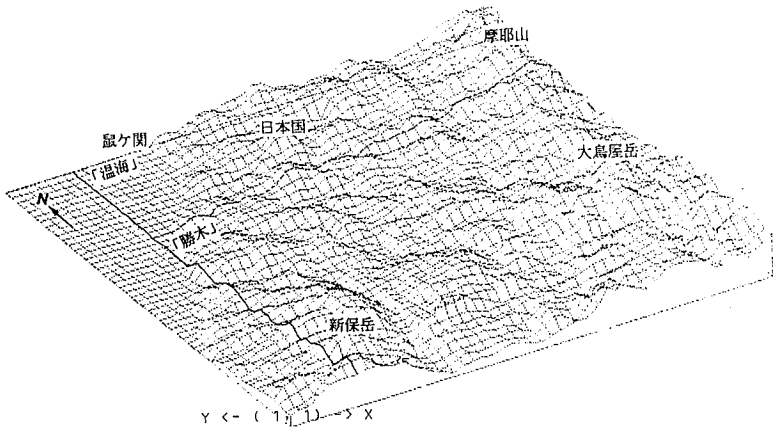 摩耶山
日本国
鼠ケ関
大鳥屋岳
「温海」
N
「勝木」
新保岳
Y <- ( 1, 1) -> X